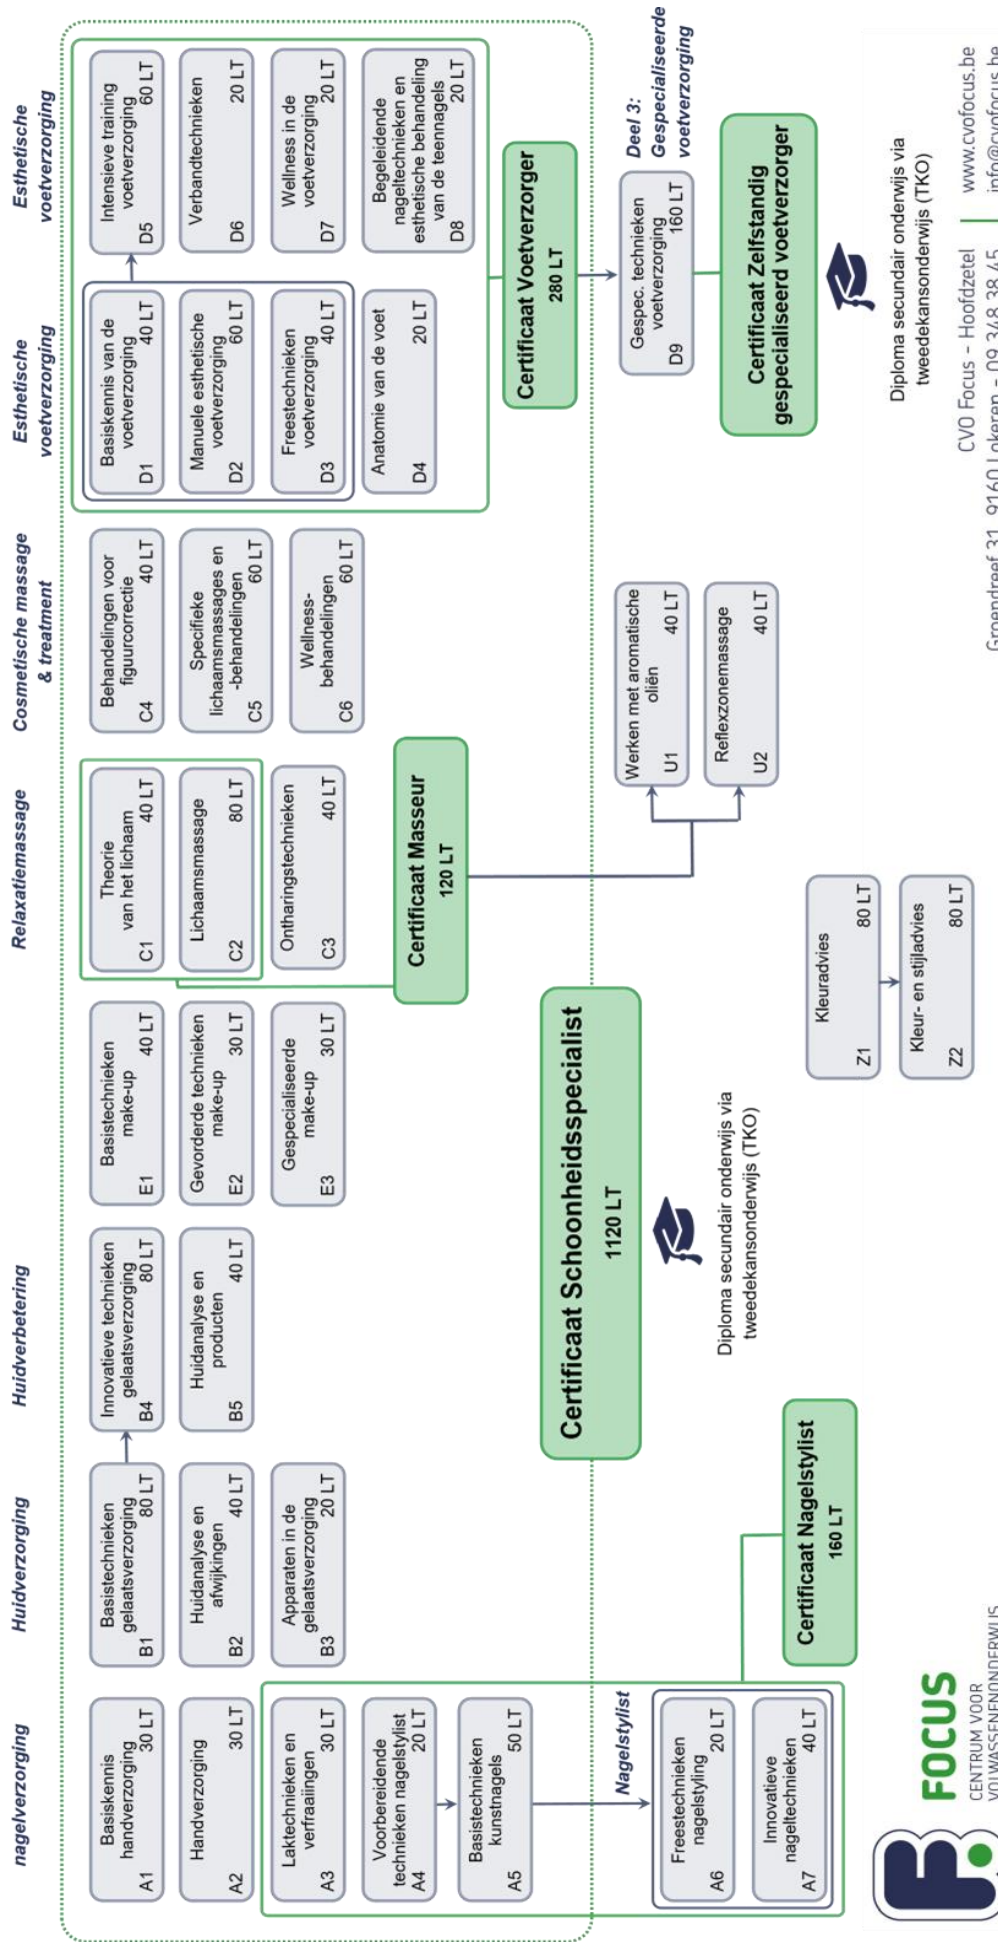 nagelverzorging
Huidverzorging
Huidverbetering
Relaxatiemassage
Cosmetische massage
& treatment
Esthetische
voetverzorging
Esthetische
voetverzorging
Basiskennis
handverzorging
A1 30 LT
Handverzorging
A2 30 LT
Laktechnieken en
verfraaiingen
A3 30 LT
Voorbereidende
technieken nagelstylist
A4 20 LT
Basistechnieken
kunstnagels
A5 50 LT
Nagelstylist
Freestechnieken
nagelstyling
A6 20 LT
Innovatieve
nageltechnieken
A7 40 LT
Basistechnieken
gelaatsverzorging
B1 80 LT
Huidanalyse en
afwijkingen
B2 40 LT
Apparaten in de
gelaatsverzorging
B3 20 LT
Innovatieve technieken
gelaatsverzorging
B4 80 LT
Huidanalyse en
producten
B5 40 LT
Basistechnieken
make-up
E1 40 LT
Gevorderde technieken
make-up
E2 30 LT
Gespecialiseerde
make-up
E3 30 LT
Theorie
van het lichaam
C1 40 LT
Lichaamsmassage
C2 80 LT
Ontharingstechnieken
C3 40 LT
Behandelingen voor
figuurcorrectie
C4 40 LT
Specifieke
lichaamsmassages en
-behandelingen
C5 60 LT
Wellness-
behandelingen
C6 60 LT
Basiskennis van de
voetverzorging
D1 40 LT
Manuele esthetische
voetverzorging
D2 60 LT
Freestechnieken
voetverzorging
D3 40 LT
Anatomie van de voet
D4 20 LT
Intensieve training
voetverzorging
D5 60 LT
Verbandtechnieken
D6 20 LT
Wellness in de
voetverzorging
D7 20 LT
Begeleidende
nageltechnieken en
esthetische behandeling
van de teennagels
D8 20 LT
Certificaat Masseur
120 LT
Certificaat Voetverzorger
280 LT
Certificaat Schoonheidsspecialist
1120 LT
Diploma secundair onderwijs via
tweedekansonderwijs (TKO)
Certificaat Nagelstylist
160 LT
Werken met aromatische
oliën
U1 40 LT
Reflexzonemassage
U2 40 LT
Kleuradvies
Z1 80 LT
Kleur- en stijladvies
Z2 80 LT
Deel 3:
Gespecialiseerde
voetverzorging
Gespec. technieken
voetverzorging
D9 160 LT
Certificaat Zelfstandig
gespecialiseerd voetverzorger
Diploma secundair onderwijs via
tweedekansonderwijs (TKO)
FOCUS
CENTRUM VOOR
VOLWASSENENONDERWIJS
CVO Focus - Hoofdzetel
Groendreef 31, 9160 Lokeren - 09 348 38 45
www.cvofocus.be
info@cvofocus.be